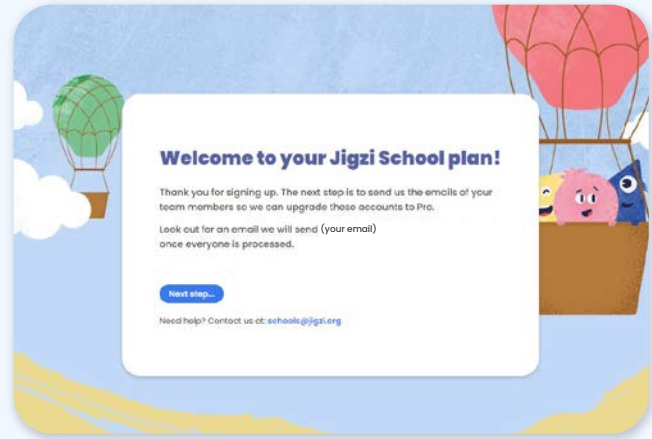 Welcome to your Jigzi School plan!
Thank you for signing up. The next step is to send us the emails of your
team members so we can upgrade these accounts to Pro.
Look out for an email we will send (your email)
once everyone is processed.
Next step...
Need help? Contact us at: schools@jigzi.org